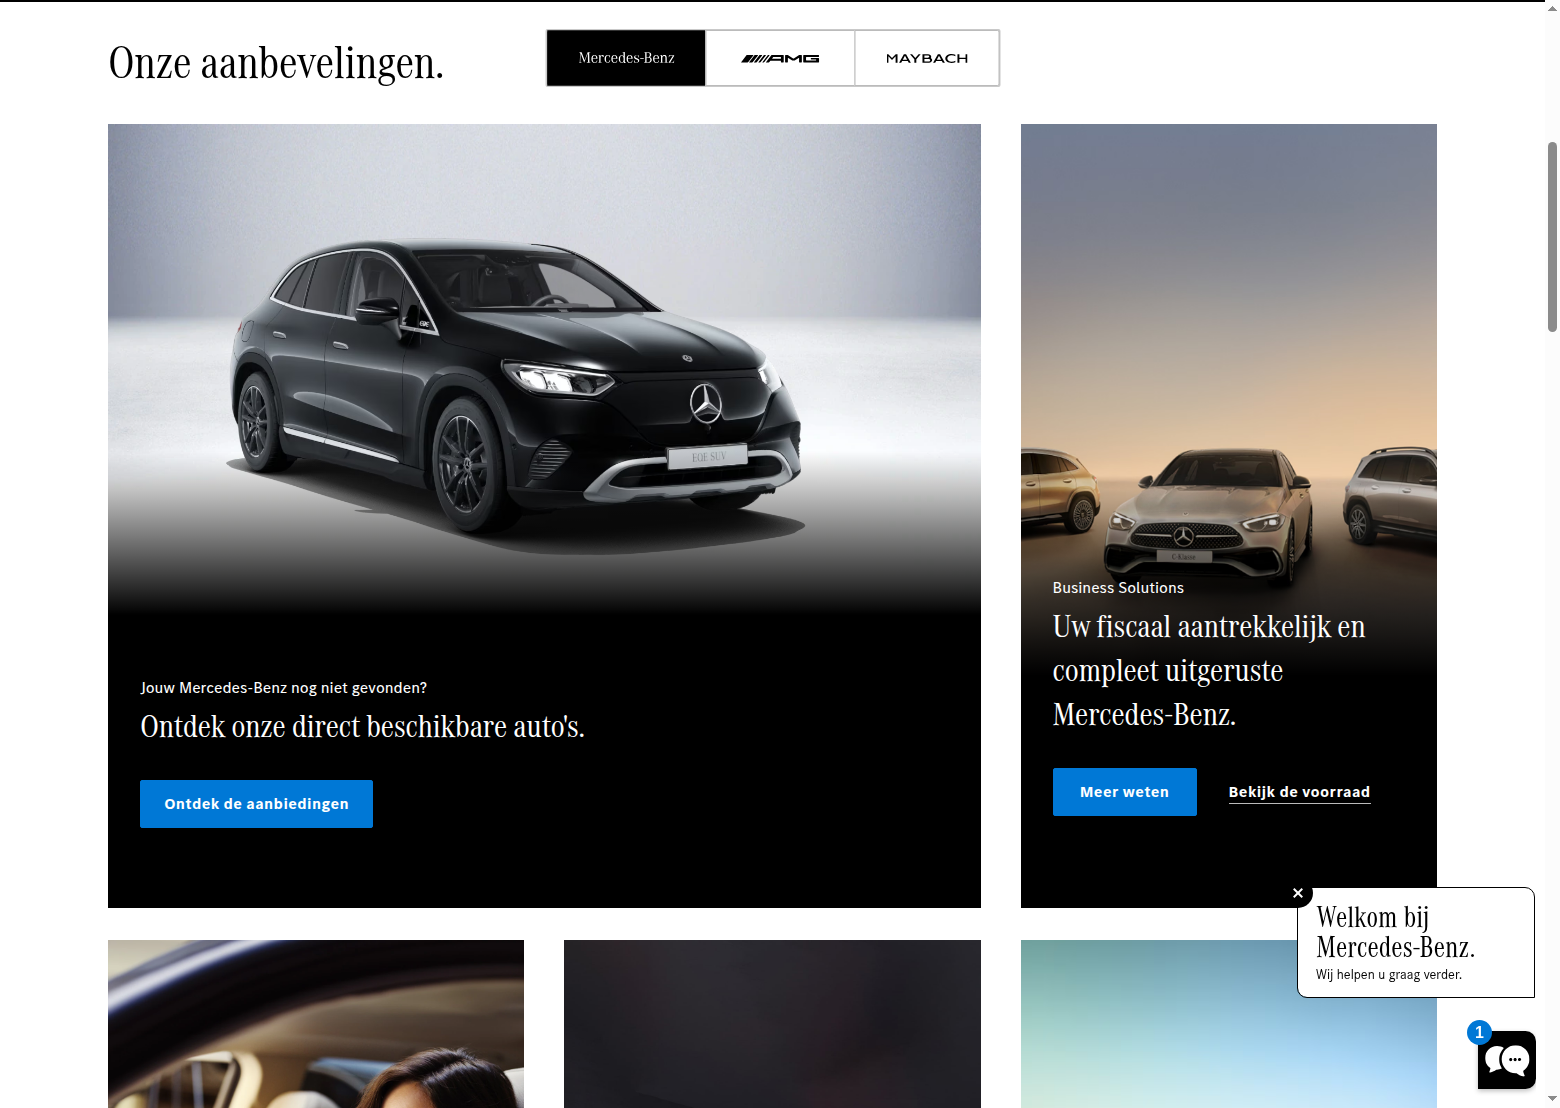 Onze aanbevelingen.
Mercedes-Benz
AMG
MAYBACH
EQE SUV
C-Klasse
Business Solutions
Uw fiscaal aantrekkelijk en
compleet uitgeruste
Mercedes-Benz.
Meer weten
Bekijk de voorraad
Jouw Mercedes-Benz nog niet gevonden?
Ontdek onze direct beschikbare auto's.
Ontdek de aanbiedingen
Welkom bij
Mercedes-Benz.
Wij helpen u graag verder.
1